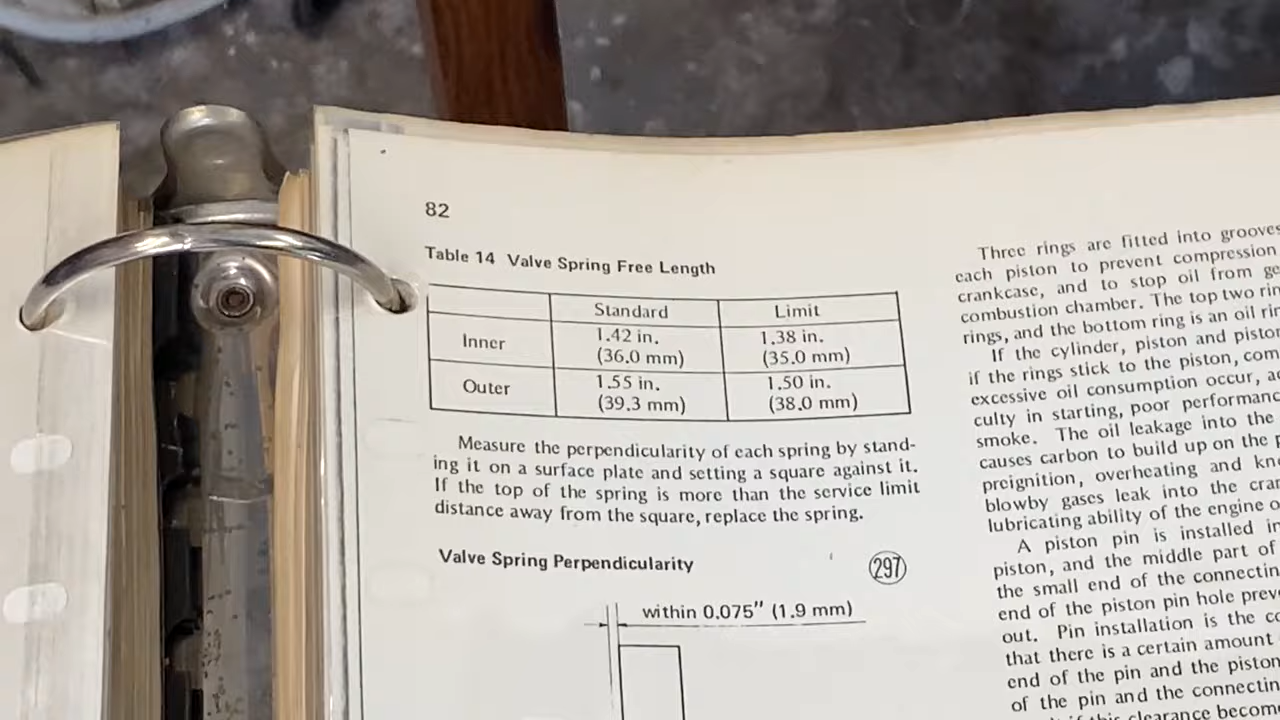 82
Table 14 Valve Spring Free Length
Standard Limit
Inner 1.42 in. (36.0 mm) 1.38 in. (35.0 mm)
Outer 1.55 in. (39.3 mm) 1.50 in. (38.0 mm)
Measure the perpendicularity of each spring by stand-
ing it on a surface plate and setting a square against it.
If the top of the spring is more than the service limit
distance away from the square, replace the spring.
Valve Spring Perpendicularity
297
within 0.075" (1.9 mm)
Three rings are fitted into grooves
each piston to prevent compression
crankcase, and to stop oil from
combustion chamber. The top two
rings, and the bottom ring is an oil
If the cylinder, piston and
if the rings stick to the piston,
excessive oil consumption occur,
culty in starting, poor
smoke. The oil leakage into the
causes carbon to build up on the
preignition, overheating and
blowby gases leak into the
lubricating ability of the engine
A piston pin is installed
piston, and the middle part of
the small end of the
end of the piston pin hole
out. Pin installation is the
that there is a certain amount
end of the pin and the piston
of the pin and the
if this clearance